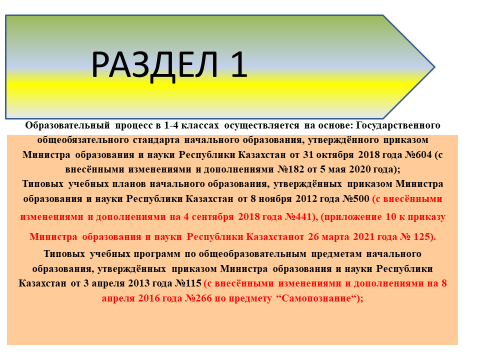 РАЗДЕЛ 1
Образовательный процесс в 1-4 классах осуществляется на основе: Государственного
общеобязательного стандарта начального образования, утверждённого приказом
Министра образования и науки Республики Казахстан от 31 октября 2018 года №604 (с
внесёнными изменениями и дополнениями №182 от 5 мая 2020 года);
Типовых учебных планов начального образования, утверждённых приказом Министра
образования и науки Республики Казахстан от 8 ноября 2012 года №500 (с внесёнными
изменениями и дополнениями на 4 сентября 2018 года №441), (приложение 10 к приказу
Министра образования и науки Республики Казахстанот 26 марта 2021 года № 125).
Типовых учебных программ по общеобразовательным предметам начального
образования, утверждённых приказом Министра образования и науки Республики
Казахстан от 3 апреля 2013 года №115 (с внесёнными изменениями и дополнениями на 8
апреля 2016 года №266 по предмету “Самопознание“);